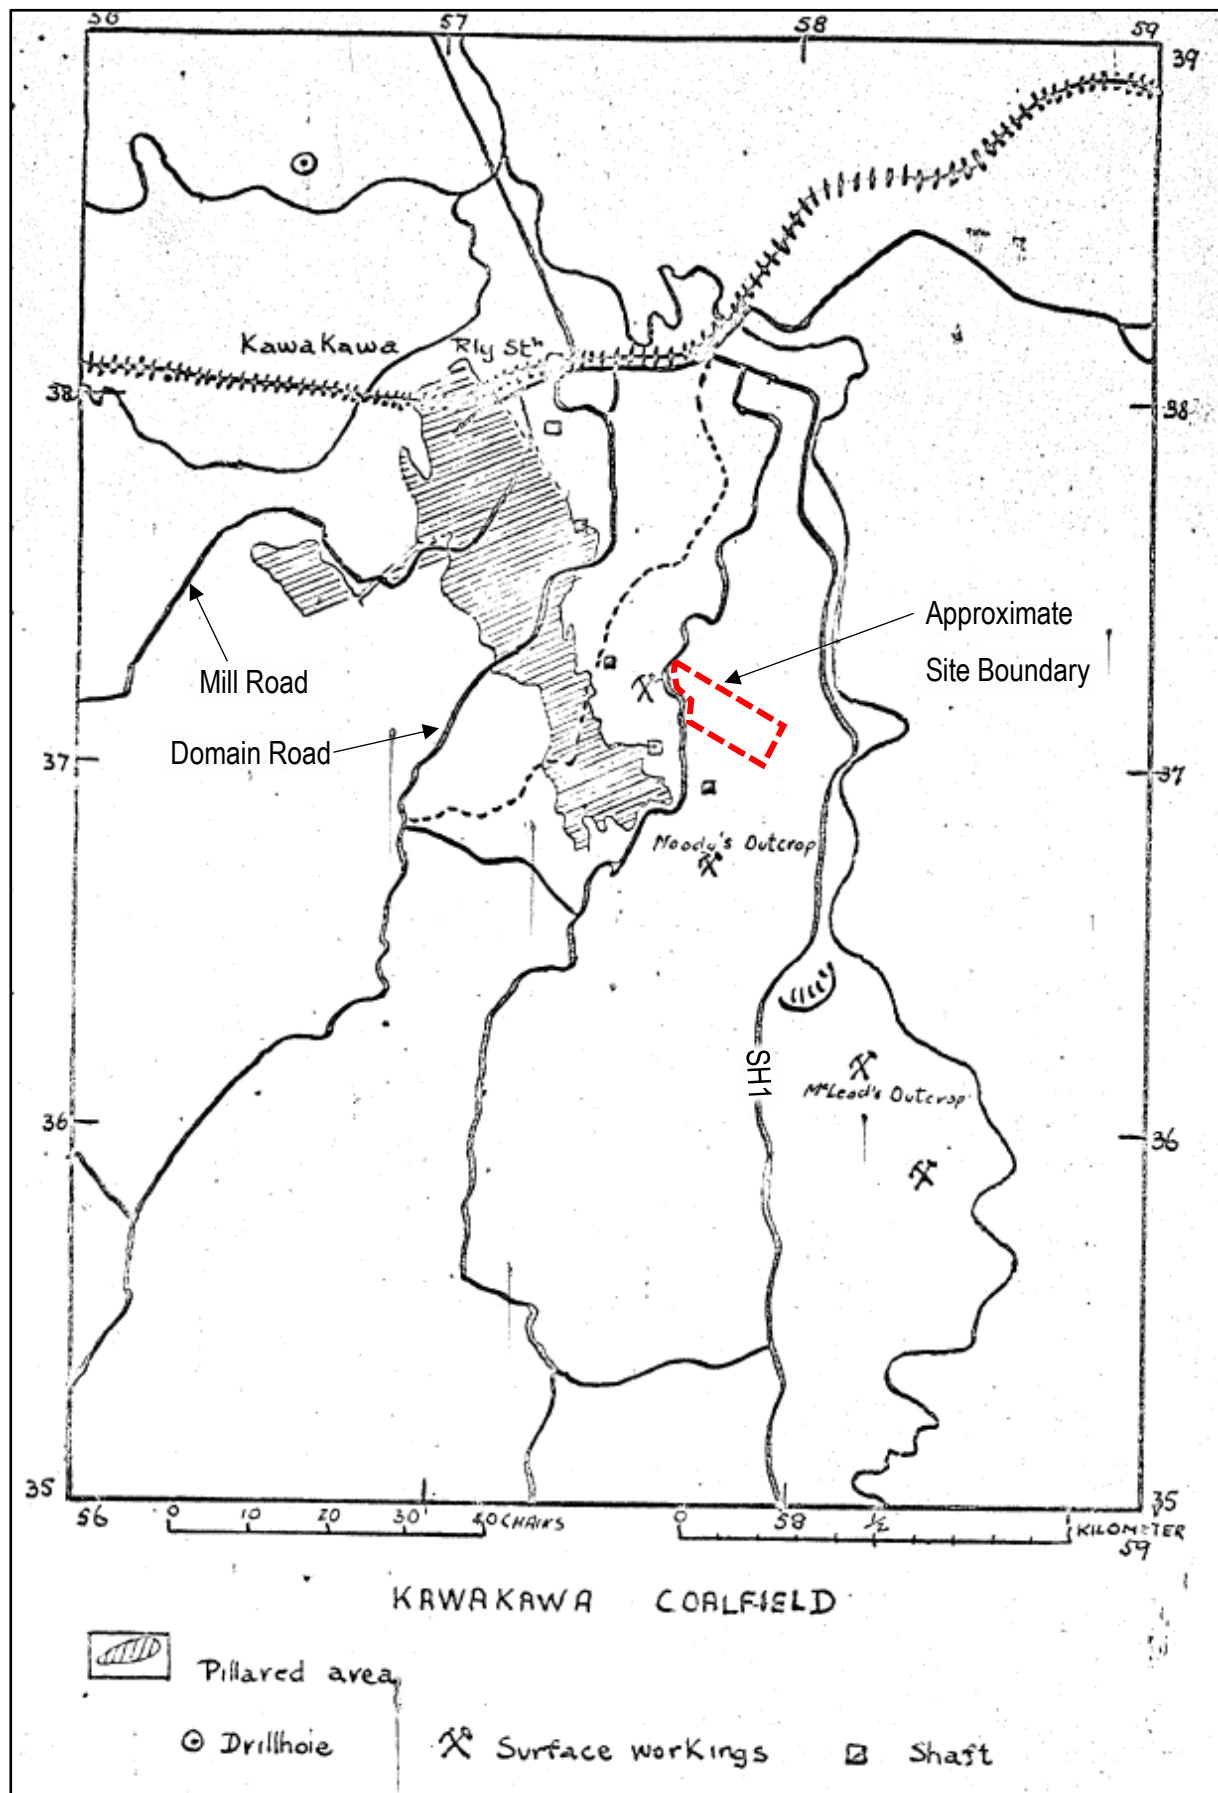 56 57 58 59
39
Kawakawa
Rly Stn
38 38
Approximate
Site Boundary
Mill Road
Domain Road
37 37
Moody's Outcrop
SH1
McLeod's Outcrop
36 36
35 35
56 0 10 20 30 40 CHAINS 0 58 1/2 KILOMETER
59
KAWAKAWA COALFIELD
Pillared area
Drillhole
Surface workings
Shaft